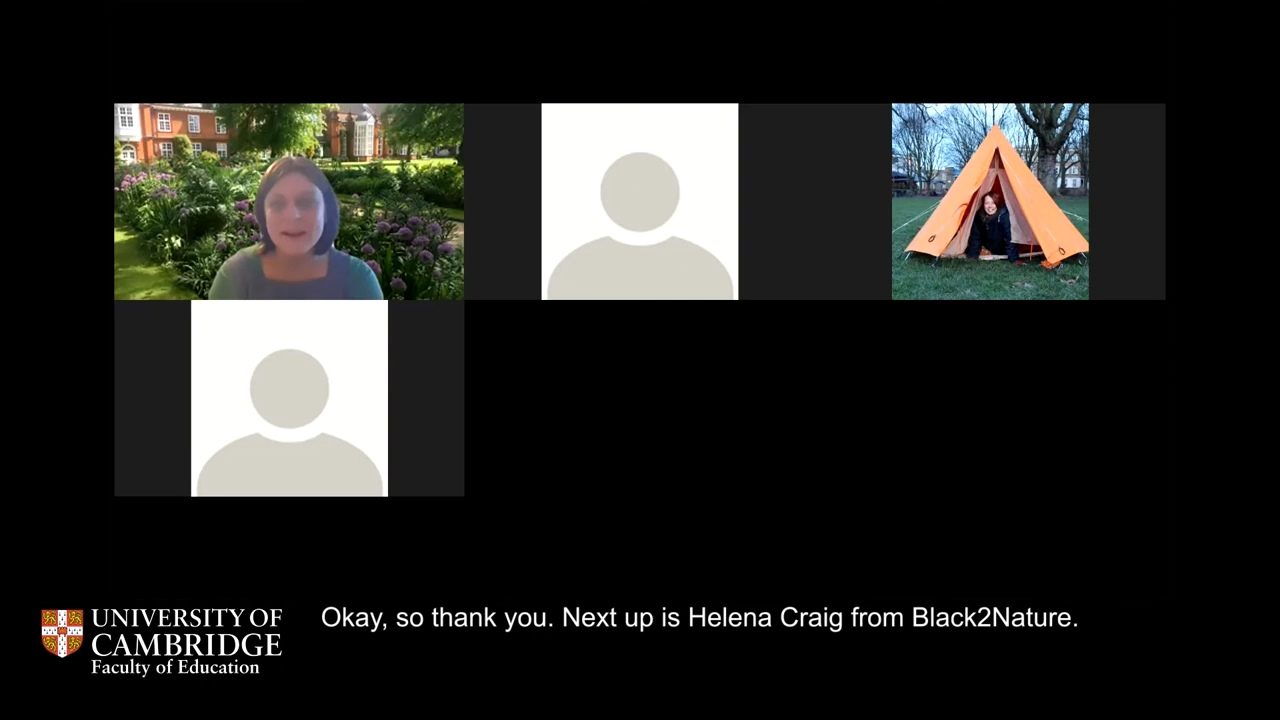 UNIVERSITY OF
CAMBRIDGE
Faculty of Education
Okay, so thank you. Next up is Helena Craig from Black2Nature.